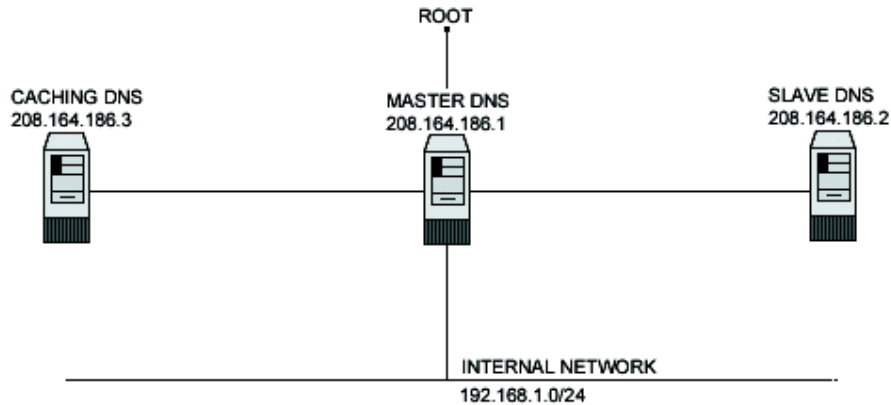 ROOT
CACHING DNS
208.164.186.3
MASTER DNS
208.164.186.1
SLAVE DNS
208.164.186.2
INTERNAL NETWORK
192.168.1.0/24